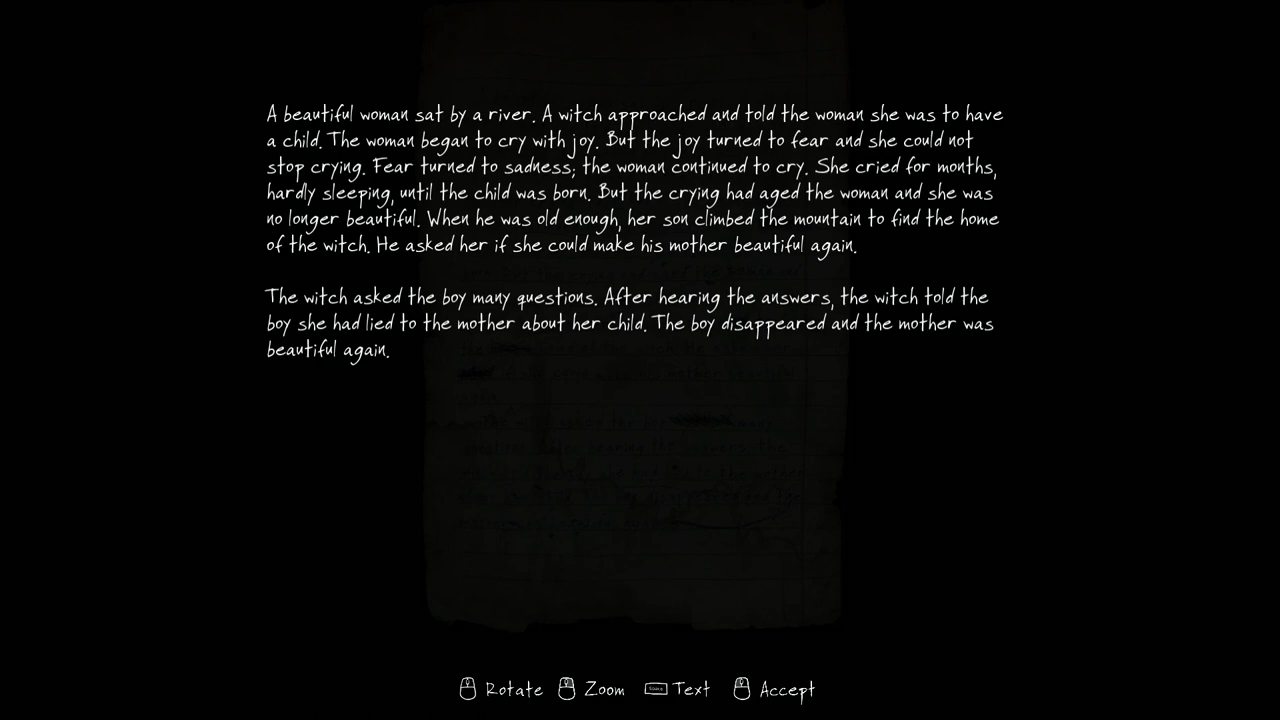 A beautiful woman sat by a river. A witch approached and told the woman she was to have
a child. The woman began to cry with joy. But the joy turned to fear and she could not
stop crying. Fear turned to sadness; the woman continued to cry. She cried for months,
hardly sleeping, until the child was born. But the crying had aged the woman and she was
no longer beautiful. When he was old enough, her son climbed the mountain to find the home
of the witch. He asked her if she could make his mother beautiful again.
The witch asked the boy many questions. After hearing the answers, the witch told the
boy she had lied to the mother about her child. The boy disappeared and the mother was
beautiful again.
Rotate Zoom Text Accept